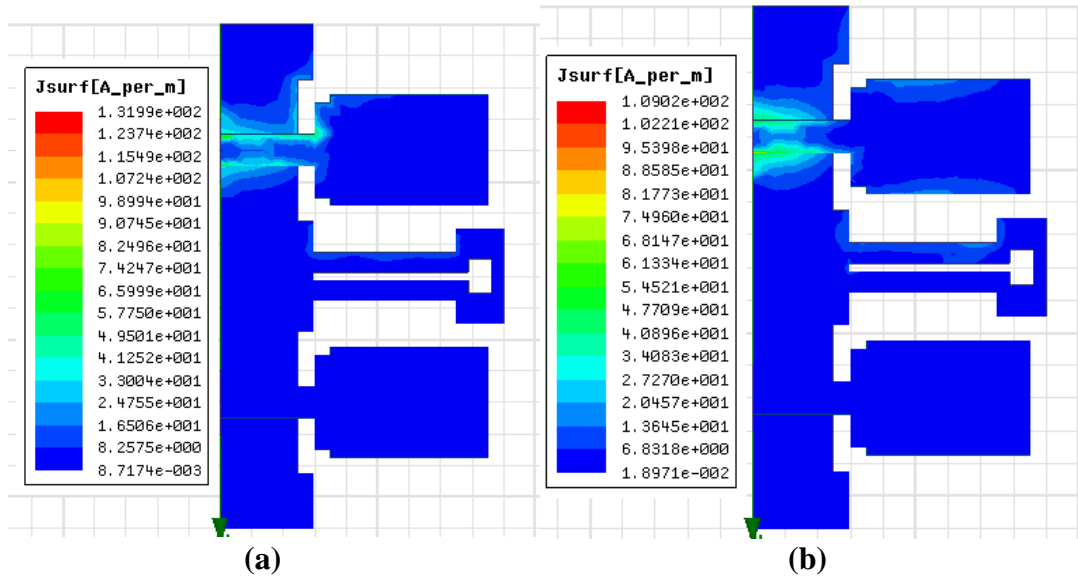 Jsurf[A_per_m]
1.3199e+002
1.2374e+002
1.1549e+002
1.0724e+002
9.8994e+001
9.0745e+001
8.2496e+001
7.4247e+001
6.5999e+001
5.7750e+001
4.9501e+001
4.1252e+001
3.3004e+001
2.4755e+001
1.6506e+001
8.2575e+000
8.7174e-003
(a)
Jsurf[A_per_m]
1.0902e+002
1.0221e+002
9.5398e+001
8.8585e+001
8.1773e+001
7.4960e+001
6.8147e+001
6.1334e+001
5.4521e+001
4.7709e+001
4.0896e+001
3.4083e+001
2.7270e+001
2.0457e+001
1.3645e+001
6.8318e+000
1.8971e-002
(b)